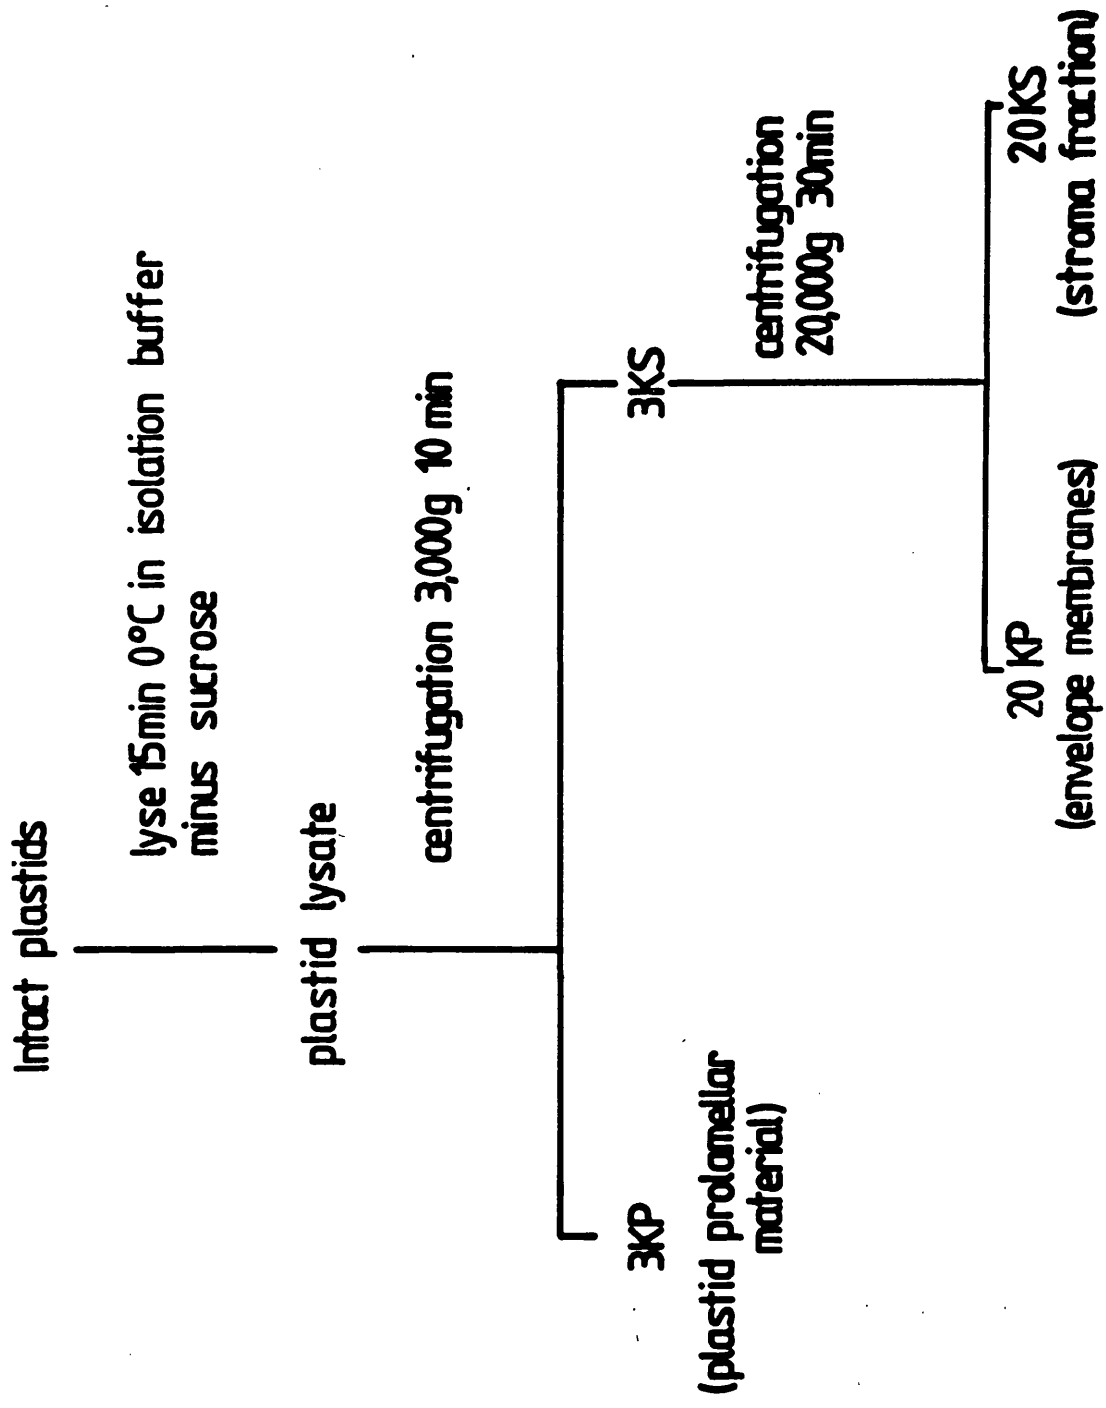 Intact plastids
lyse 15min 0°C in isolation buffer
minus sucrose
plastid lysate
centrifugation 3,000g 10 min
3KP
(plastid prolamellar
material)
3KS
centrifugation
20,000g 30min
20 KP
(envelope membranes)
20KS
(stroma fraction)